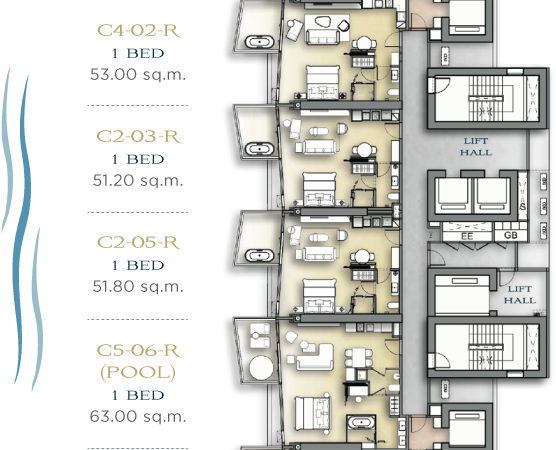 C4-02-R
1 BED
53.00 sq.m.
C2-03-R
1 BED
51.20 sq.m.
C2-05-R
1 BED
51.80 sq.m.
C5-06-R
(POOL)
1 BED
63.00 sq.m.
LIFT
HALL
S
EE
GB
LIFT
HALL